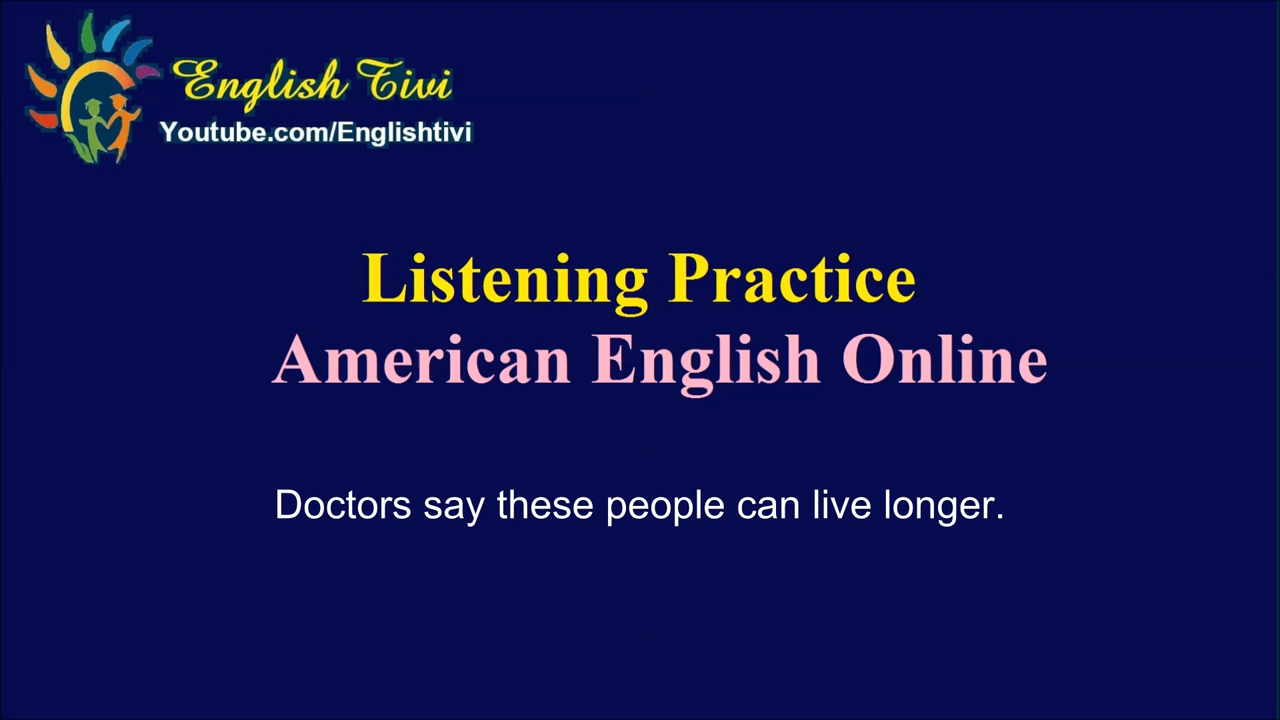 English Tivi
Youtube.com/Englishtivi
Listening Practice
American English Online
Doctors say these people can live longer.